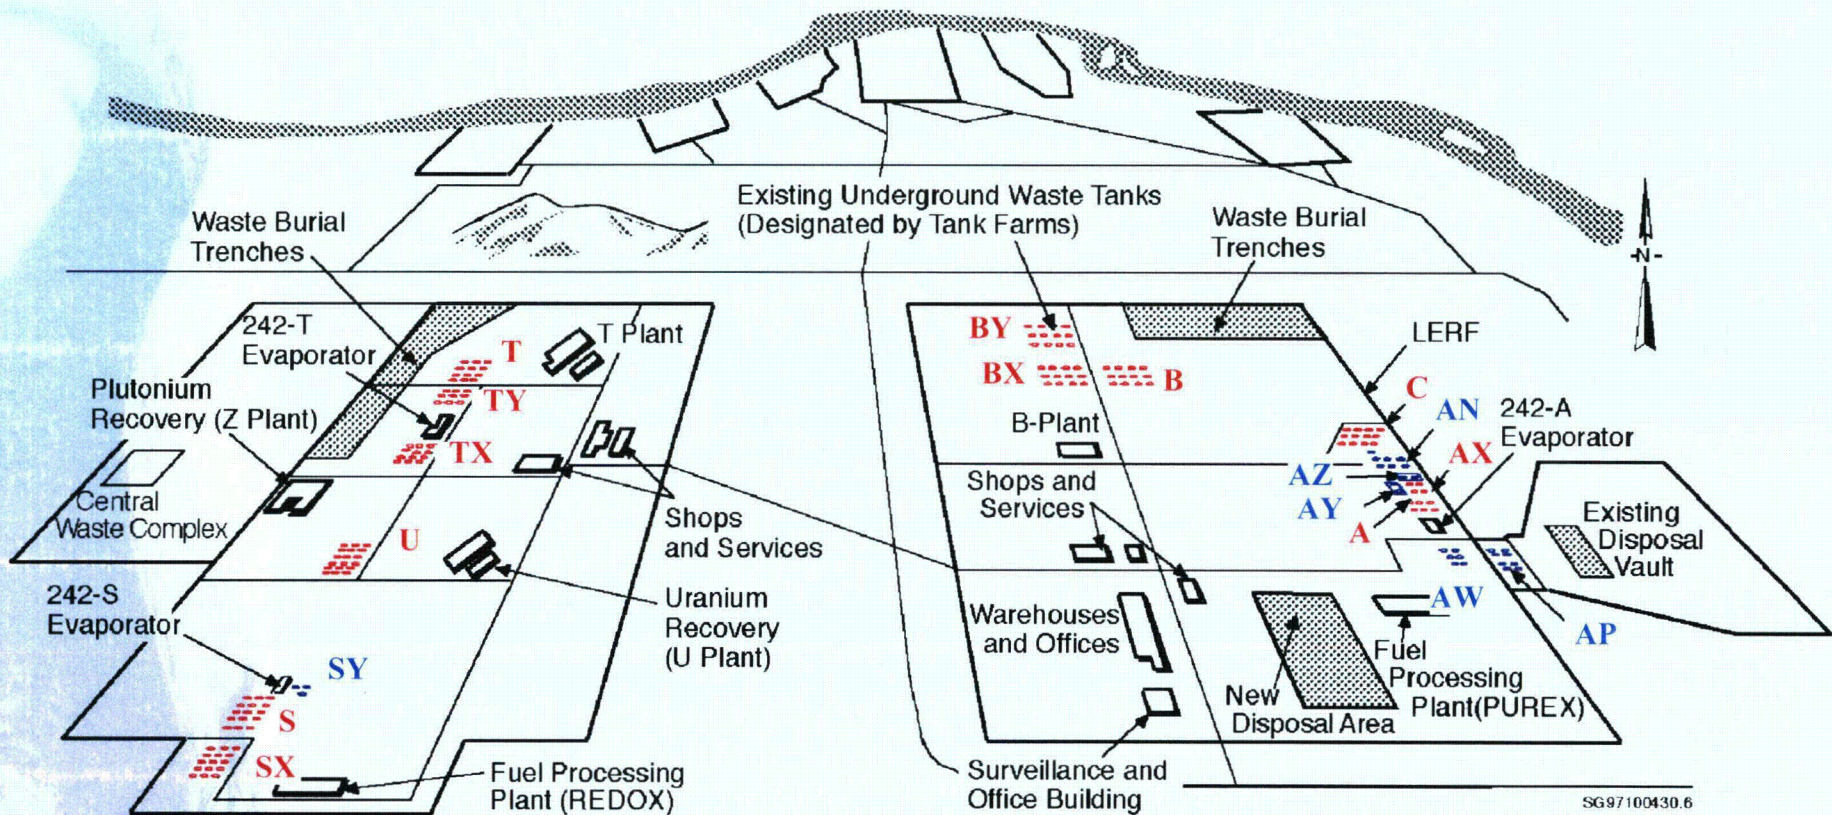 Existing Underground Waste Tanks
(Designated by Tank Farms)
Waste Burial
Trenches
Waste Burial
Trenches
-N-
242-T
Evaporator
T
T Plant
BY
LERF
Plutonium
Recovery (Z Plant)
TY
BX
B
C
AN
242-A
Evaporator
TX
B-Plant
AX
AZ
Central
Waste Complex
Shops and
Services
AY
A
U
Shops
and Services
Existing
Disposal
Vault
242-S
Evaporator
Uranium
Recovery
(U Plant)
Warehouses
and Offices
AW
AP
SY
Fuel
Processing
Plant(PUREX)
S
New
Disposal Area
SX
Fuel Processing
Plant (REDOX)
Surveillance and
Office Building
SG97100430.6